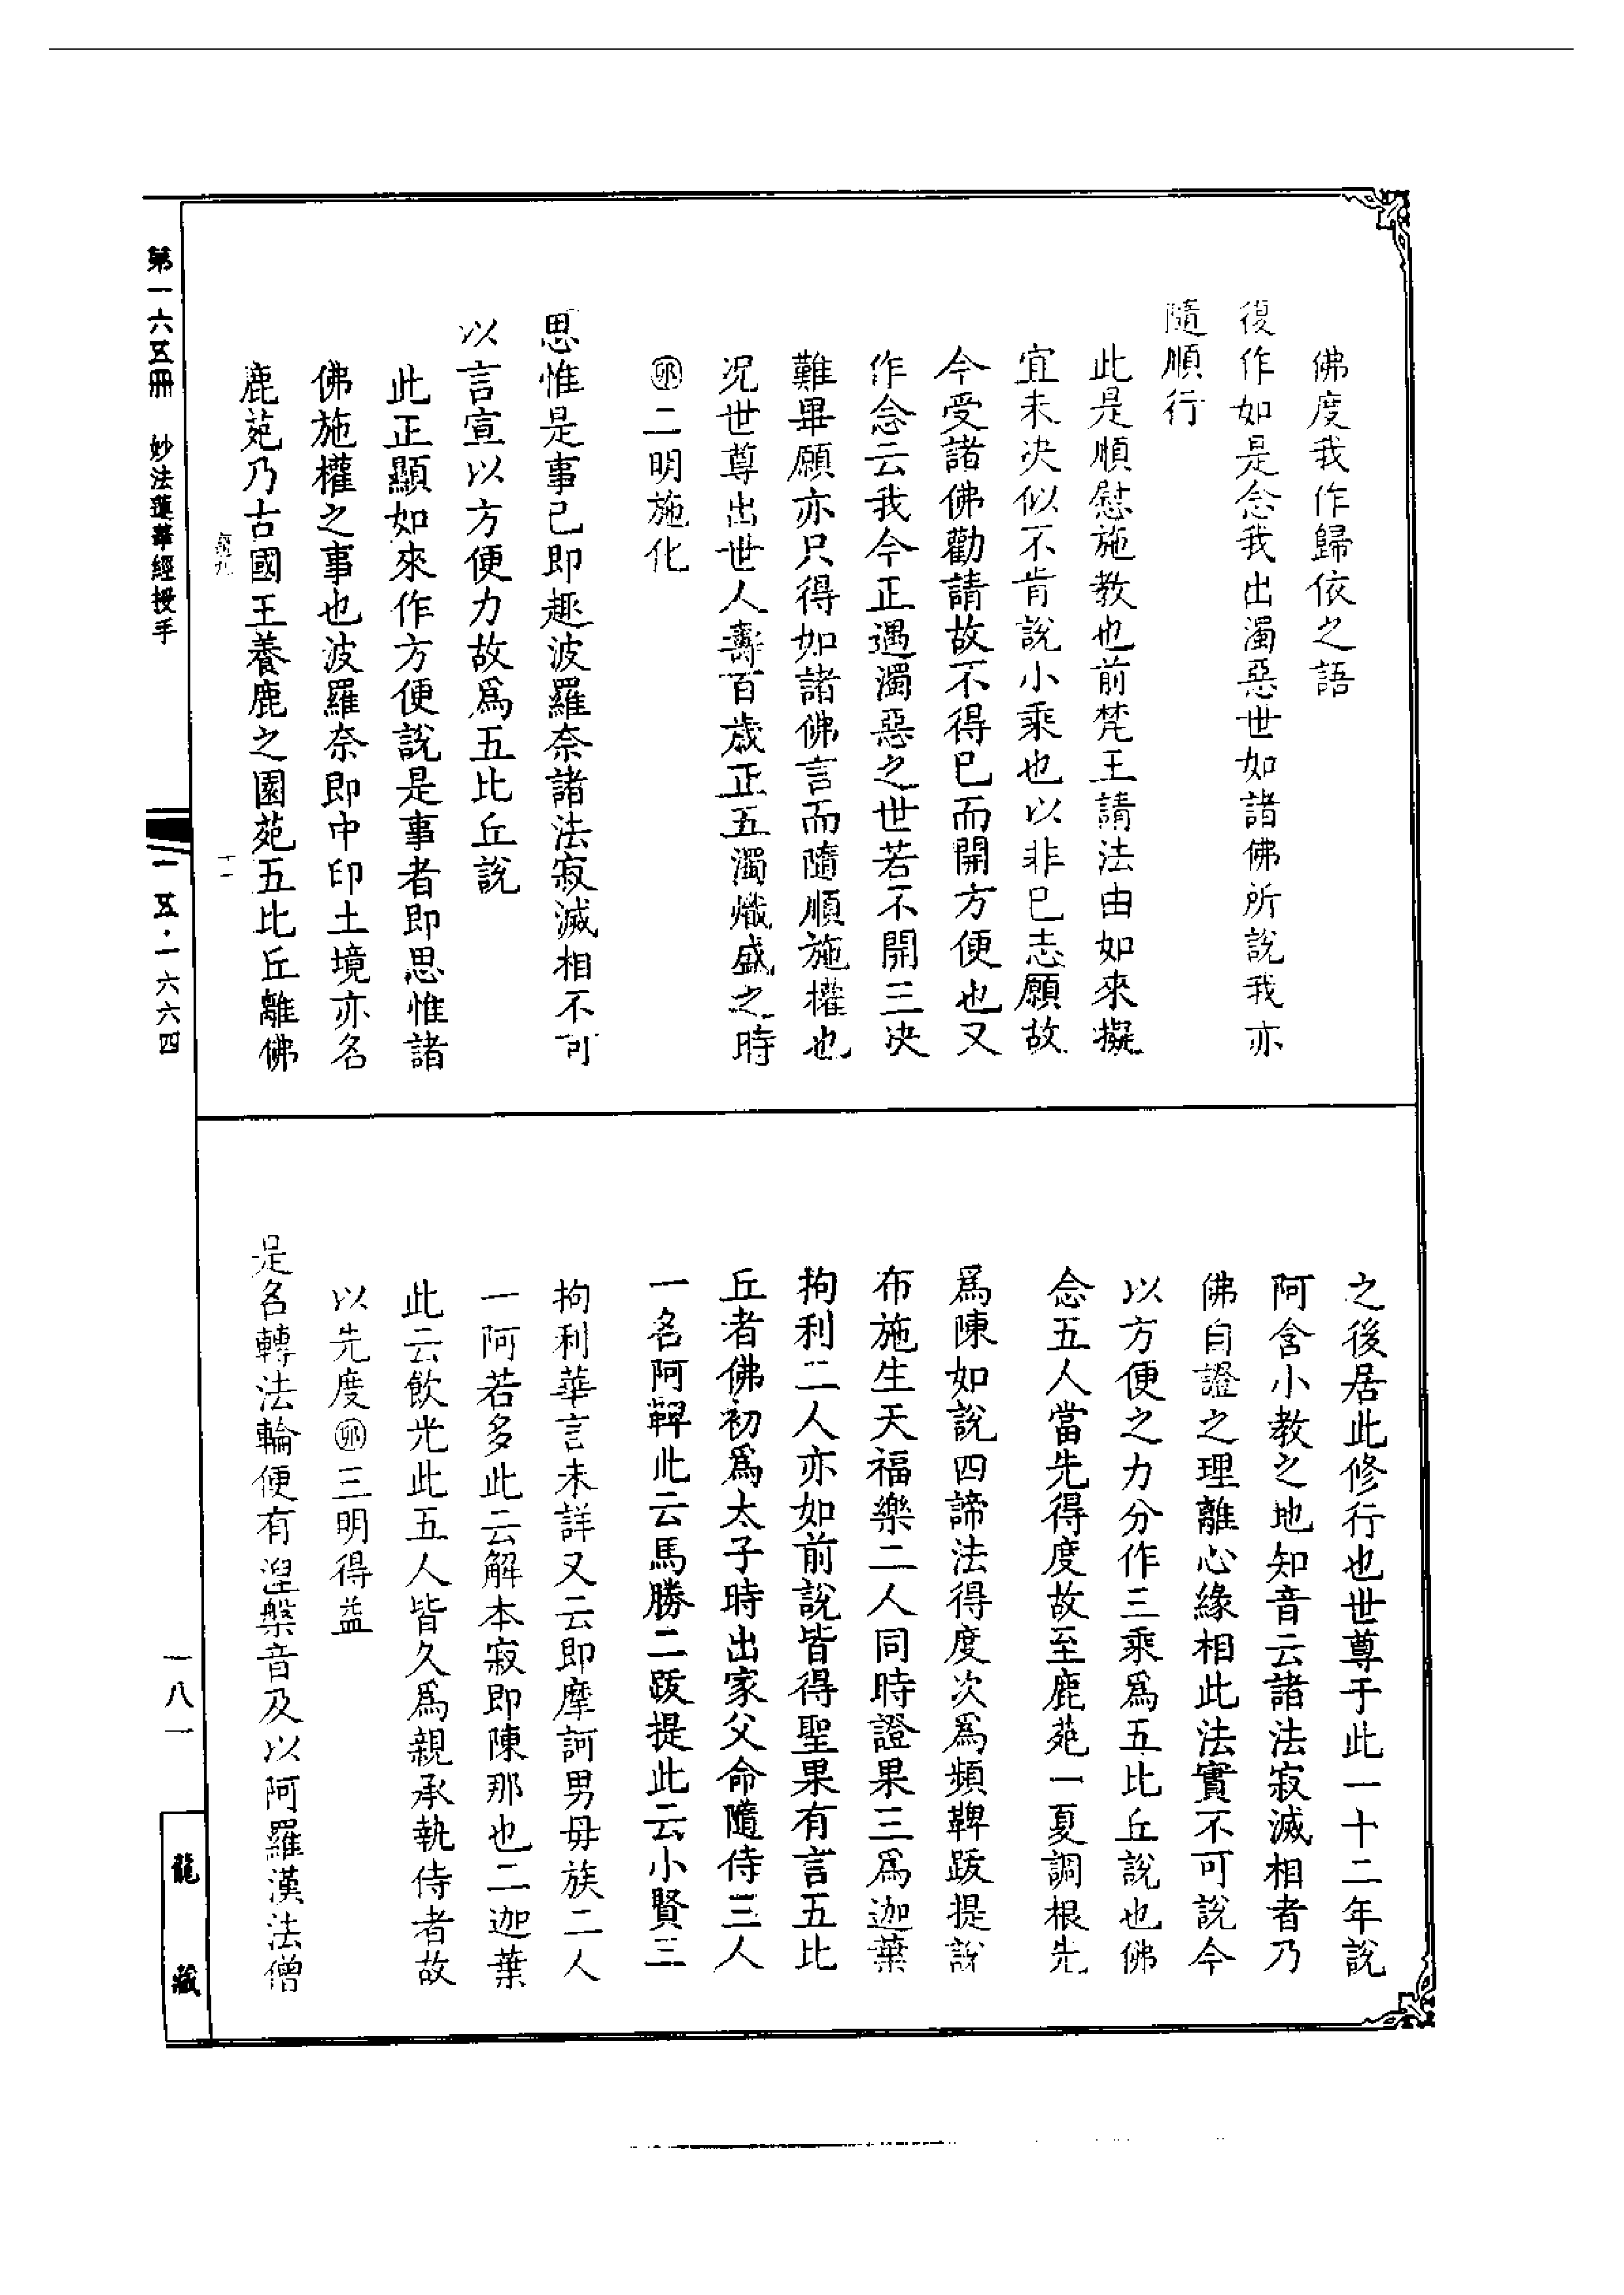 佛度我作歸依之語
復作如是念我出濁惡世如諸佛所說我亦
隨順行
此是順慰施教也前梵王請法由如來擬
宜未决似不肯說小乘也以非已志願故
今受諸佛勸請故不得已而開方便也又
作念云我今正遇濁惡之世若不開三决
難畢願亦只得如諸佛言而隨順施權也
况世尊出世人壽百歲正五濁熾盛之時
㊞二明施化
思惟是事已即趣波羅奈諸法寂滅相不可
以言宣以方便力故爲五比丘說
此正顯如來作方便說是事者即思惟諸
佛施權之事也波羅奈即中印土境亦名
鹿苑乃古國王養鹿之園苑五比丘離佛
十一
之後居此修行也世尊于此一十二年說
阿含小教之地知音云諸法寂滅相者乃
佛自證之理離心緣相此法實不可說今
以方便之力分作三乘爲五比丘說也佛
念五人當先得度故至鹿苑一夏調根先
爲陳如說四諦法得度次爲頞鞞跋提說
布施生天福樂二人同時證果三爲迦葉
拘利二人亦如前說皆得聖果有言五比
丘者佛初爲太子時出家父命隨侍三人
一名阿鞞此云馬勝二跋提此云小賢三
拘利華言未詳又云即摩訶男毋族二人
一阿若多此云解本寂即陳那也二迦葉
此云飲光此五人皆久爲親承執侍者故
以先度卯三明得益
是名轉法輪便有涅槃音及以阿羅漢法僧
第一六五冊 妙法蓮華經授手
一五·一六六四
一八一
龍藏